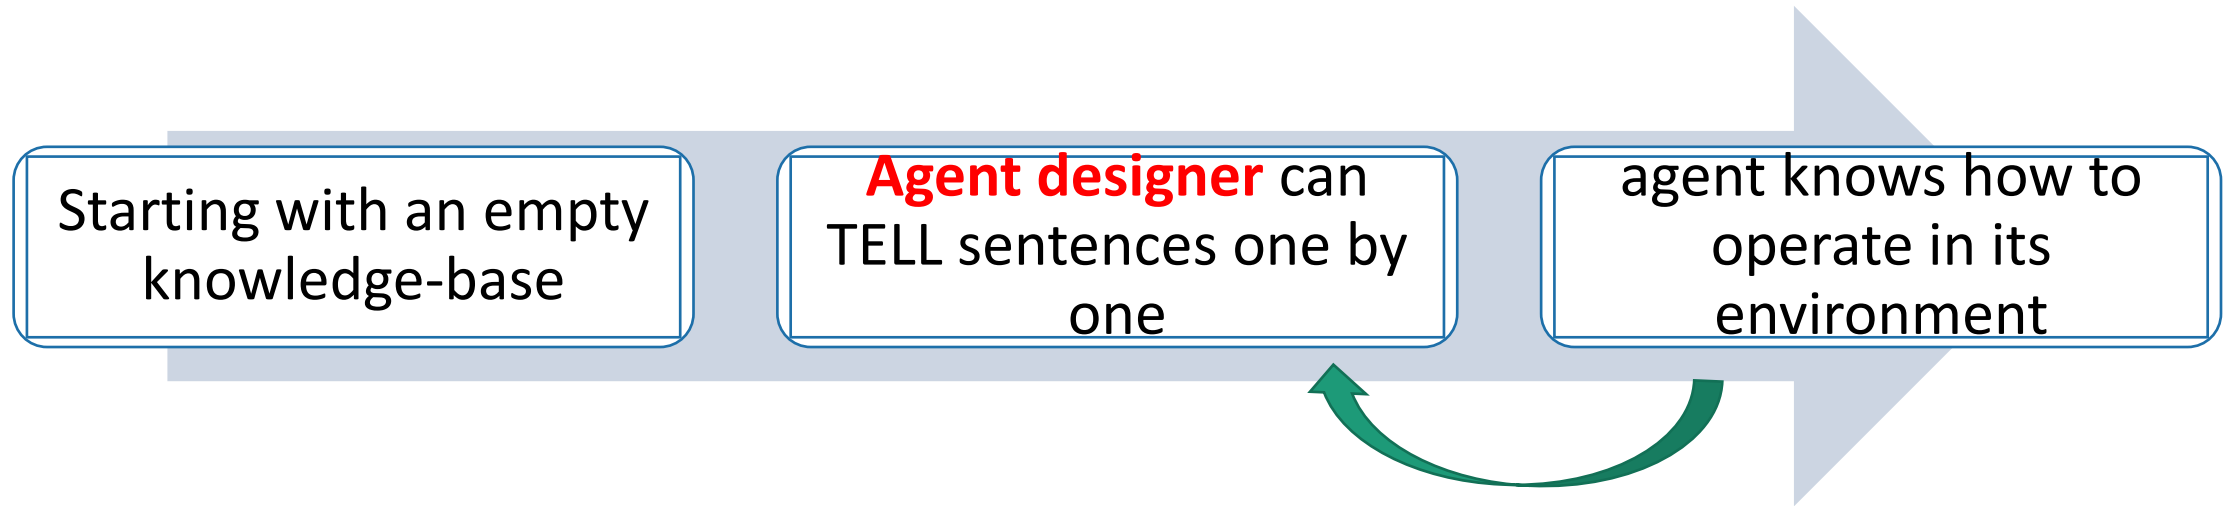 Starting with an empty
knowledge-base
Agent designer can
TELL sentences one by
one
agent knows how to
operate in its
environment